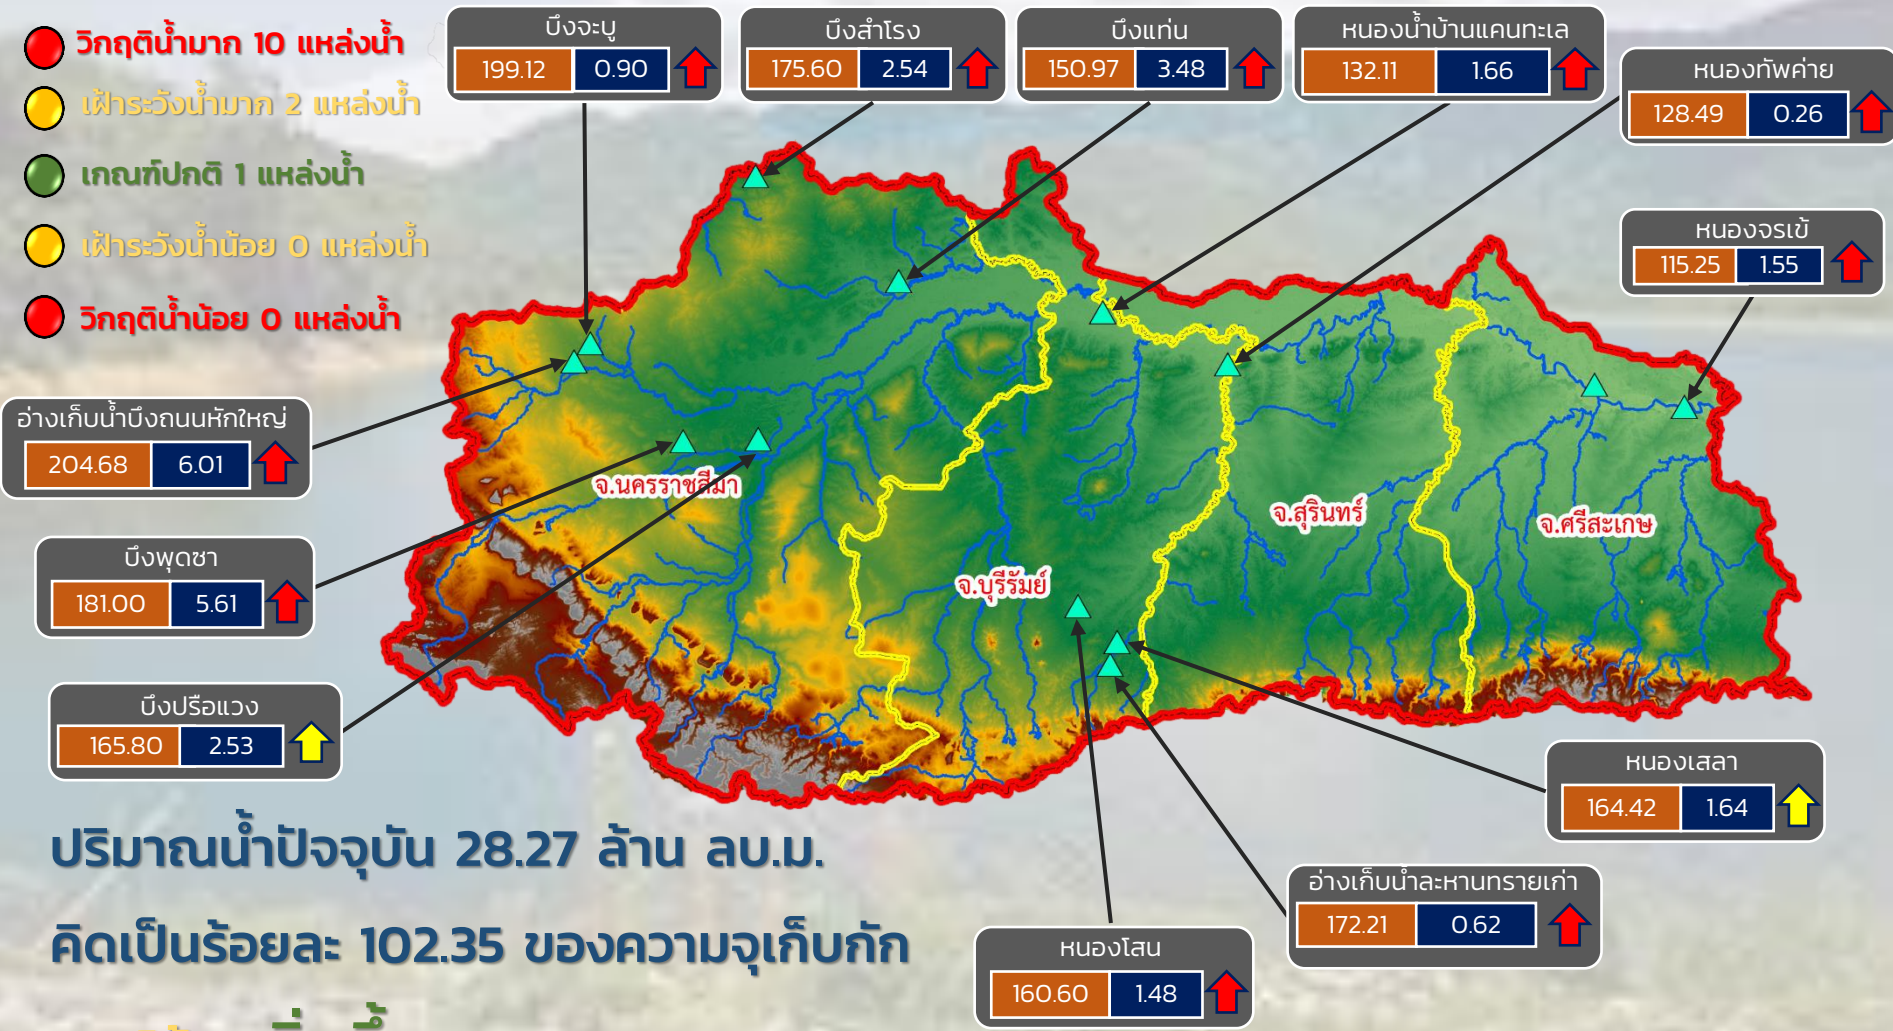 วิกฤติน้ำมาก 10 แหล่งน้ำ
เฝ้าระวังน้ำมาก 2 แหล่งน้ำ
เกณฑ์ปกติ 1 แหล่งน้ำ
เฝ้าระวังน้ำน้อย 0 แหล่งน้ำ
วิกฤติน้ำน้อย 0 แหล่งน้ำ
บึงจะบู
199.12 0.90
บึงสำโรง
175.60 2.54
บึงแท่น
150.97 3.48
หนองน้ำบ้านแคนทะเล
132.11 1.66
หนองทัพค่าย
128.49 0.26
หนองจรเข้
115.25 1.55
อ่างเก็บน้ำบึงถนนหักใหญ่
204.68 6.01
บึงพุดซา
181.00 5.61
บึงปรือแวง
165.80 2.53
จ.นครราชสีมา
จ.บุรีรัมย์
จ.สุรินทร์
จ.ศรีสะเกษ
หนองเสลา
164.42 1.64
อ่างเก็บน้ำละหานทรายเก่า
172.21 0.62
หนองโสน
160.60 1.48
ปริมาณน้ำปัจจุบัน 28.27 ล้าน ลบ.ม.
คิดเป็นร้อยละ 102.35 ของความจุเก็บกัก